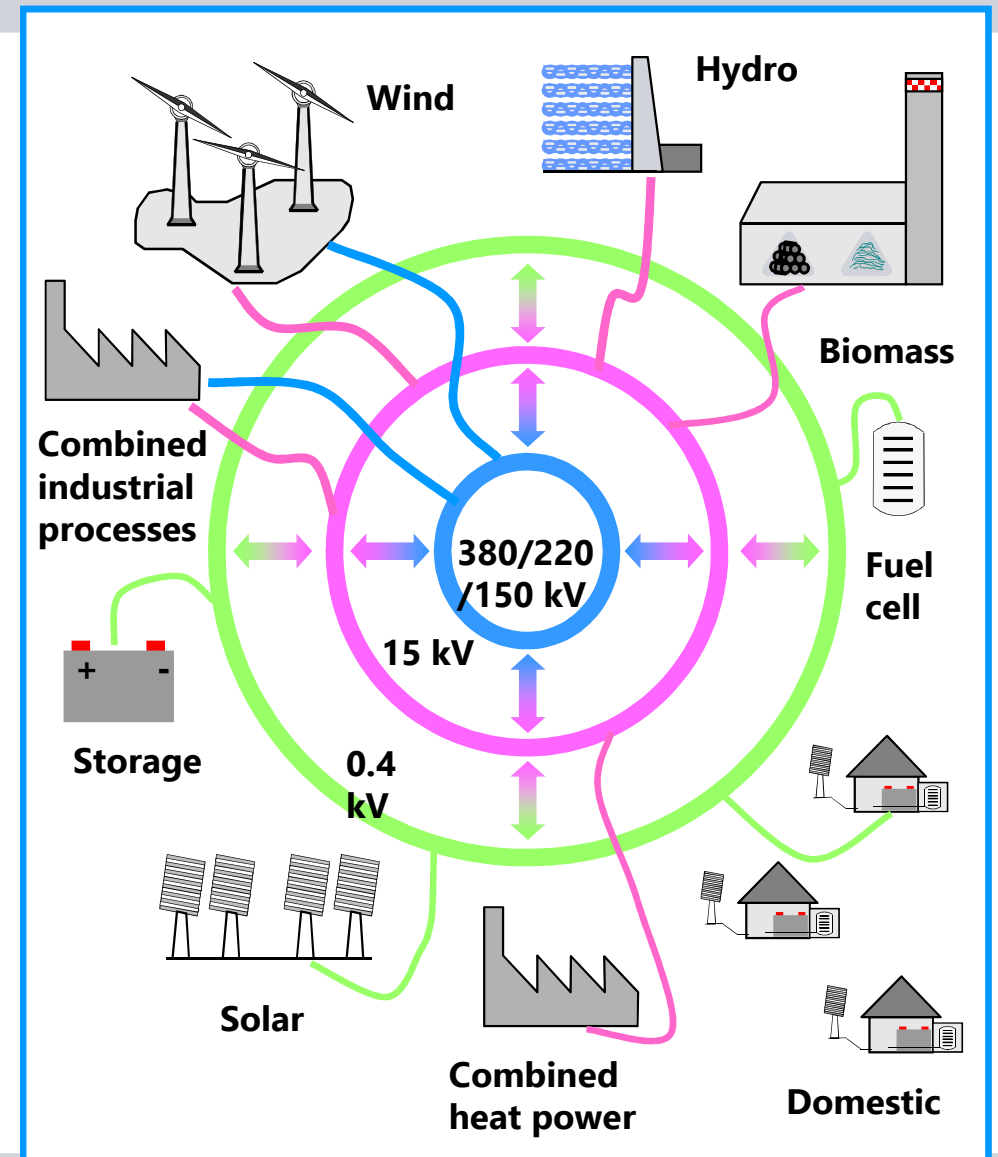 Wind
Hydro
Biomass
Combined
industrial
processes
380/220
/150 kV
Fuel
cell
15 kV
+ -
Storage
0.4
kV
Solar
Combined
heat power
Domestic